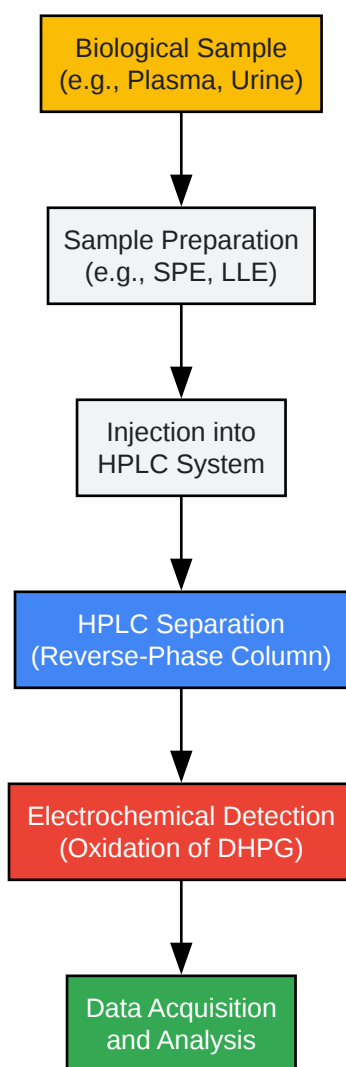 Biological Sample
(e.g., Plasma, Urine)
Sample Preparation
(e.g., SPE, LLE)
Injection into
HPLC System
HPLC Separation
(Reverse-Phase Column)
Electrochemical Detection
(Oxidation of DHPG)
Data Acquisition
and Analysis